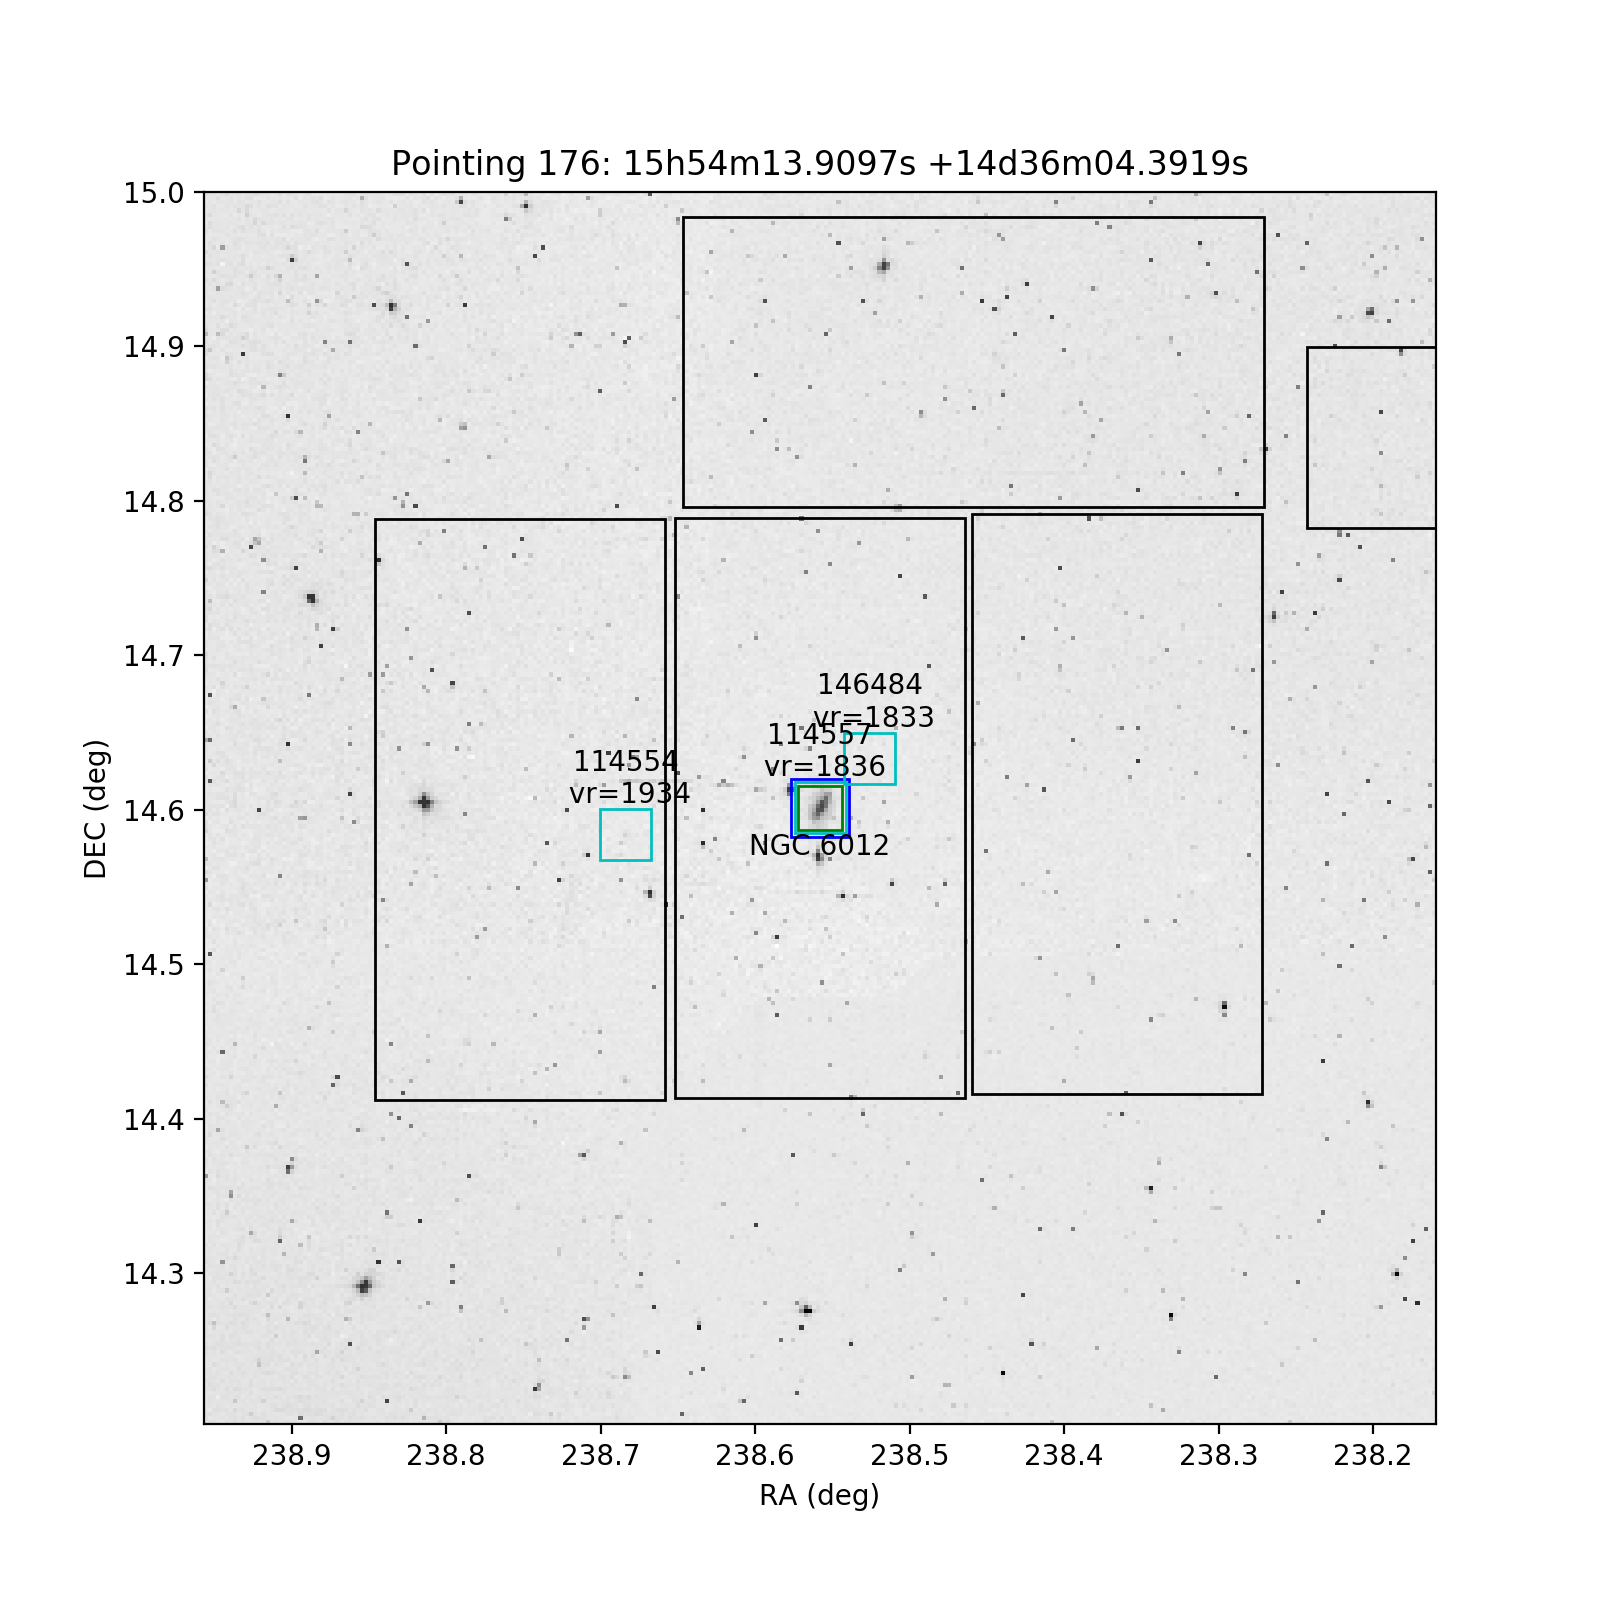 Pointing 176: 15h54m13.9097s +14d36m04.3919s
15.0
14.9
14.8
14.7
14.6
14.5
14.4
14.3
DEC (deg)
146484
vr=1833
114557
vr=1836
114554
vr=1934
NGC 6012
238.9 238.8 238.7 238.6 238.5 238.4 238.3 238.2
RA (deg)